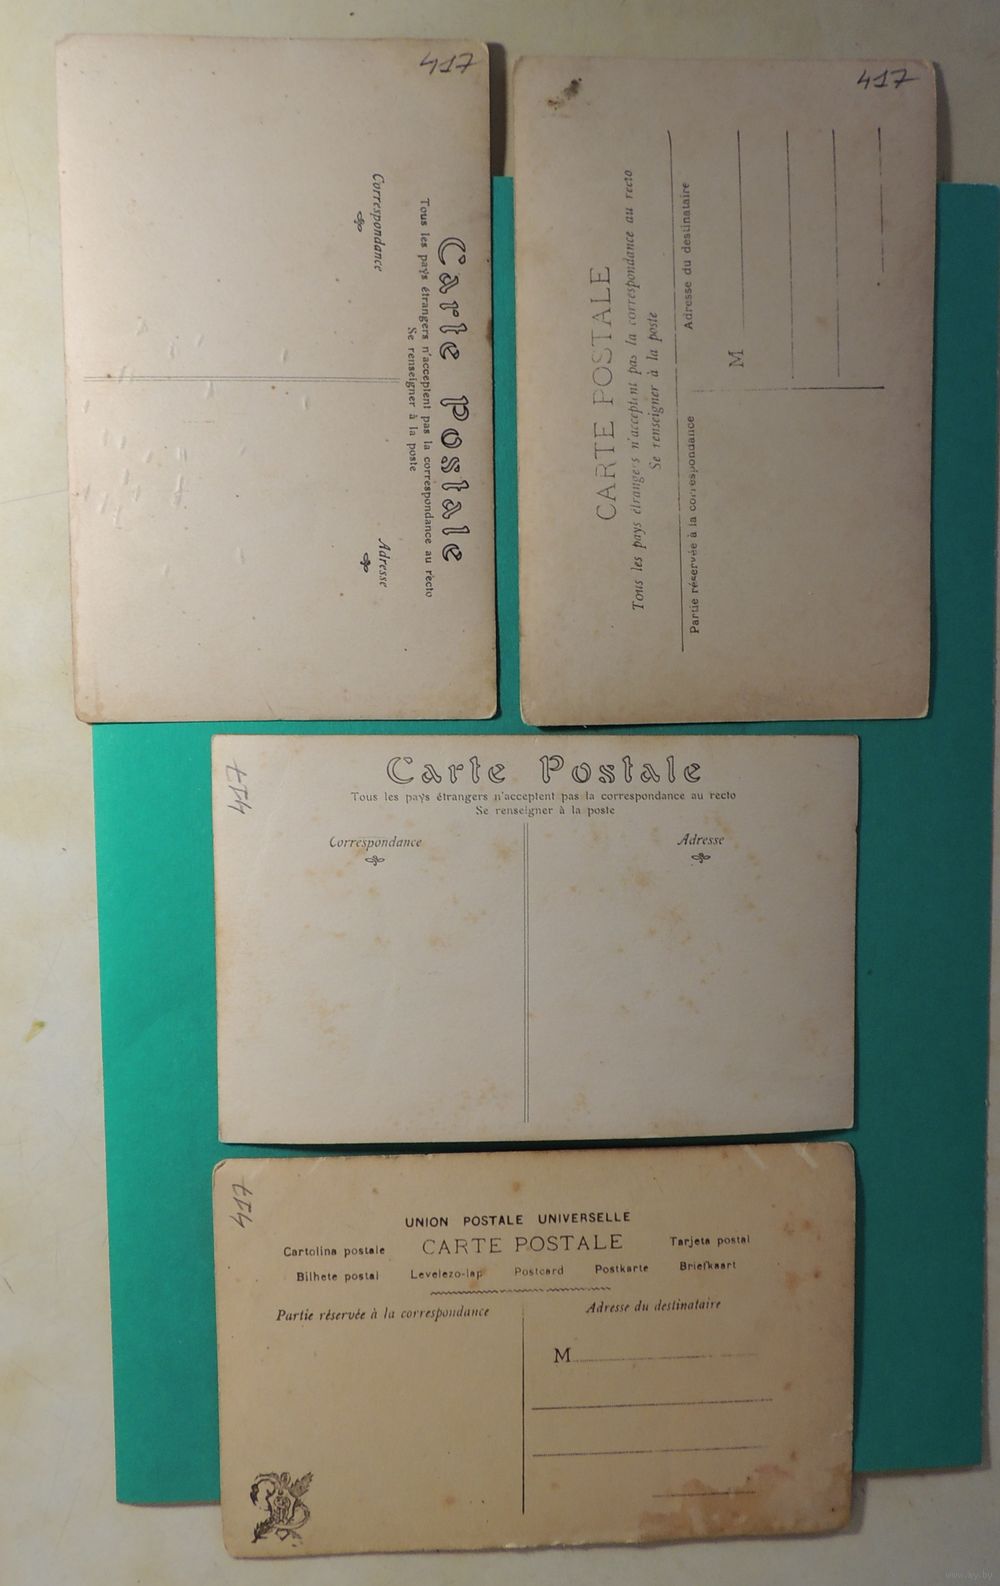 417
Carte Postale
Tous les pays étrangers n'acceptent pas la correspondance au recto
Se renseigner à la poste
Correspondance
Adresse
417
CARTE POSTALE
Tous les pays étrangers n'acceptent pas la correspondance au recto
Se renseigner à la poste
Partie réservée à la correspondance
Adresse du destinataire
M
417
Carte Postale
Tous les pays étrangers n'acceptent pas la correspondance au recto
Se renseigner à la poste
Correspondance
Adresse
417
UNION POSTALE UNIVERSELLE
Cartolina postale CARTE POSTALE Tarjeta postal
Bilhete postal Levelezo-lap Postcard Postkarte Briefkaart
Partie réservée à la correspondance
Adresse du destinataire
M